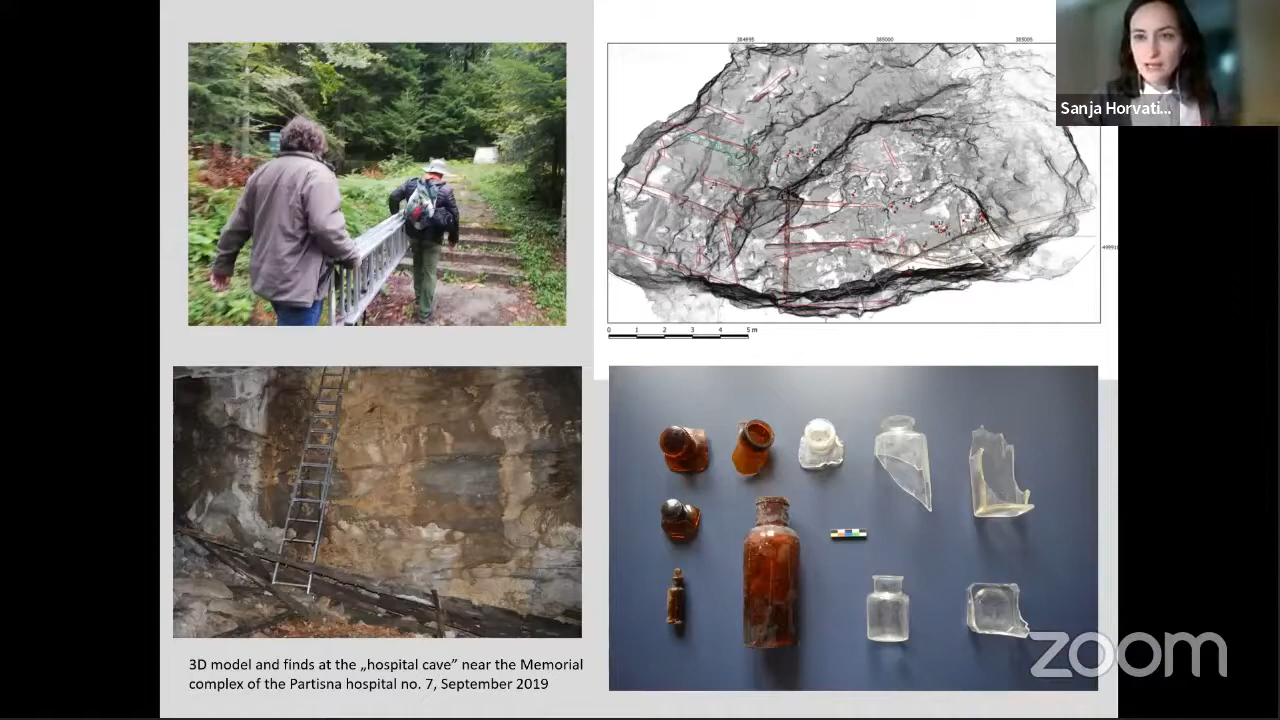 384995 385000 385005
Sanja Horvati...
0 1 2 3 4 5 m
3D model and finds at the „hospital cave” near the Memorial
complex of the Partisna hospital no. 7, September 2019
zoom